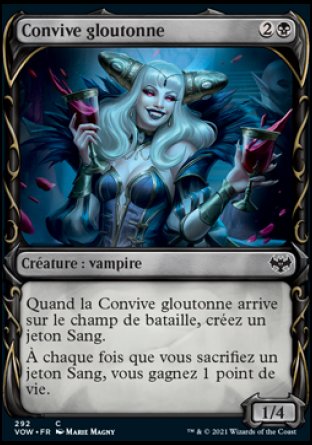 Convive gloutonne 2
Créature : vampire
Quand la Convive gloutonne arrive
sur le champ de bataille, créez un
jeton Sang.
À chaque fois que vous sacrifiez un
jeton Sang, vous gagnez 1 point de
vie.
1/4
292 C
VOW • FR Marie Magny
™ & © 2021 Wizards of the Coast